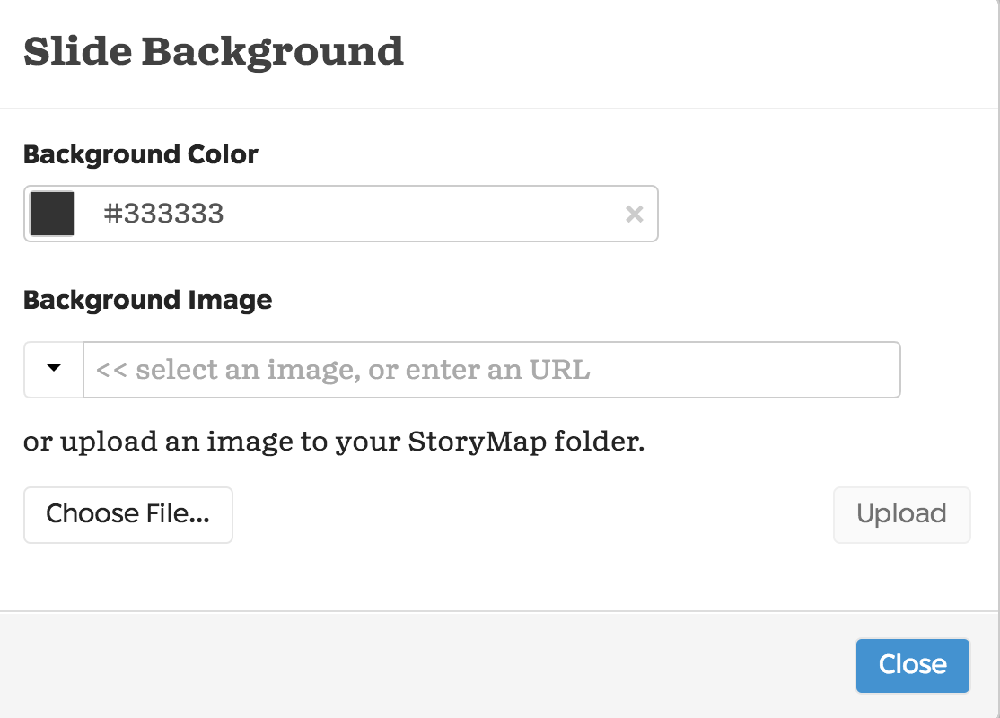 Slide Background
Background Color
#333333
Background Image
<< select an image, or enter an URL
or upload an image to your StoryMap folder.
Choose File...
Upload
Close